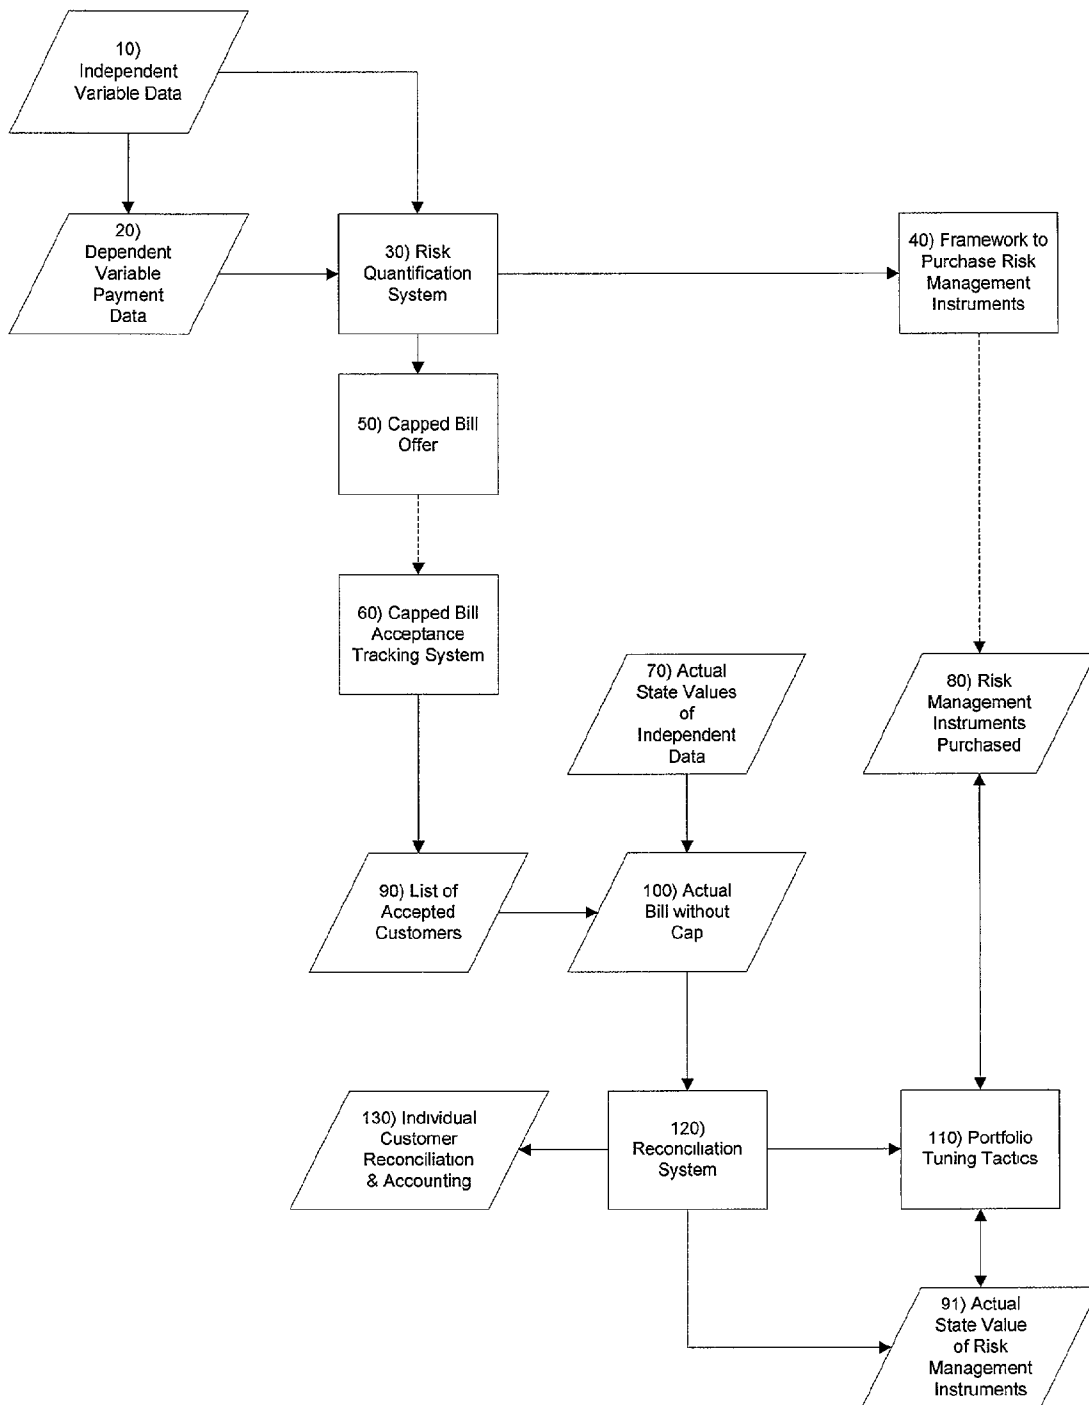 10)
Independent
Variable Data
20)
Dependent
Variable
Payment
Data
30) Risk
Quantification
System
40) Framework to
Purchase Risk
Management
Instruments
50) Capped Bill
Offer
60) Capped Bill
Acceptance
Tracking System
70) Actual
State Values
of
Independent
Data
80) Risk
Management
Instruments
Purchased
90) List of
Accepted
Customers
100) Actual
Bill without
Cap
130) Individual
Customer
Reconciliation
& Accounting
120)
Reconciliation
System
110) Portfolio
Tuning Tactics
91) Actual
State Value
of Risk
Management
Instruments